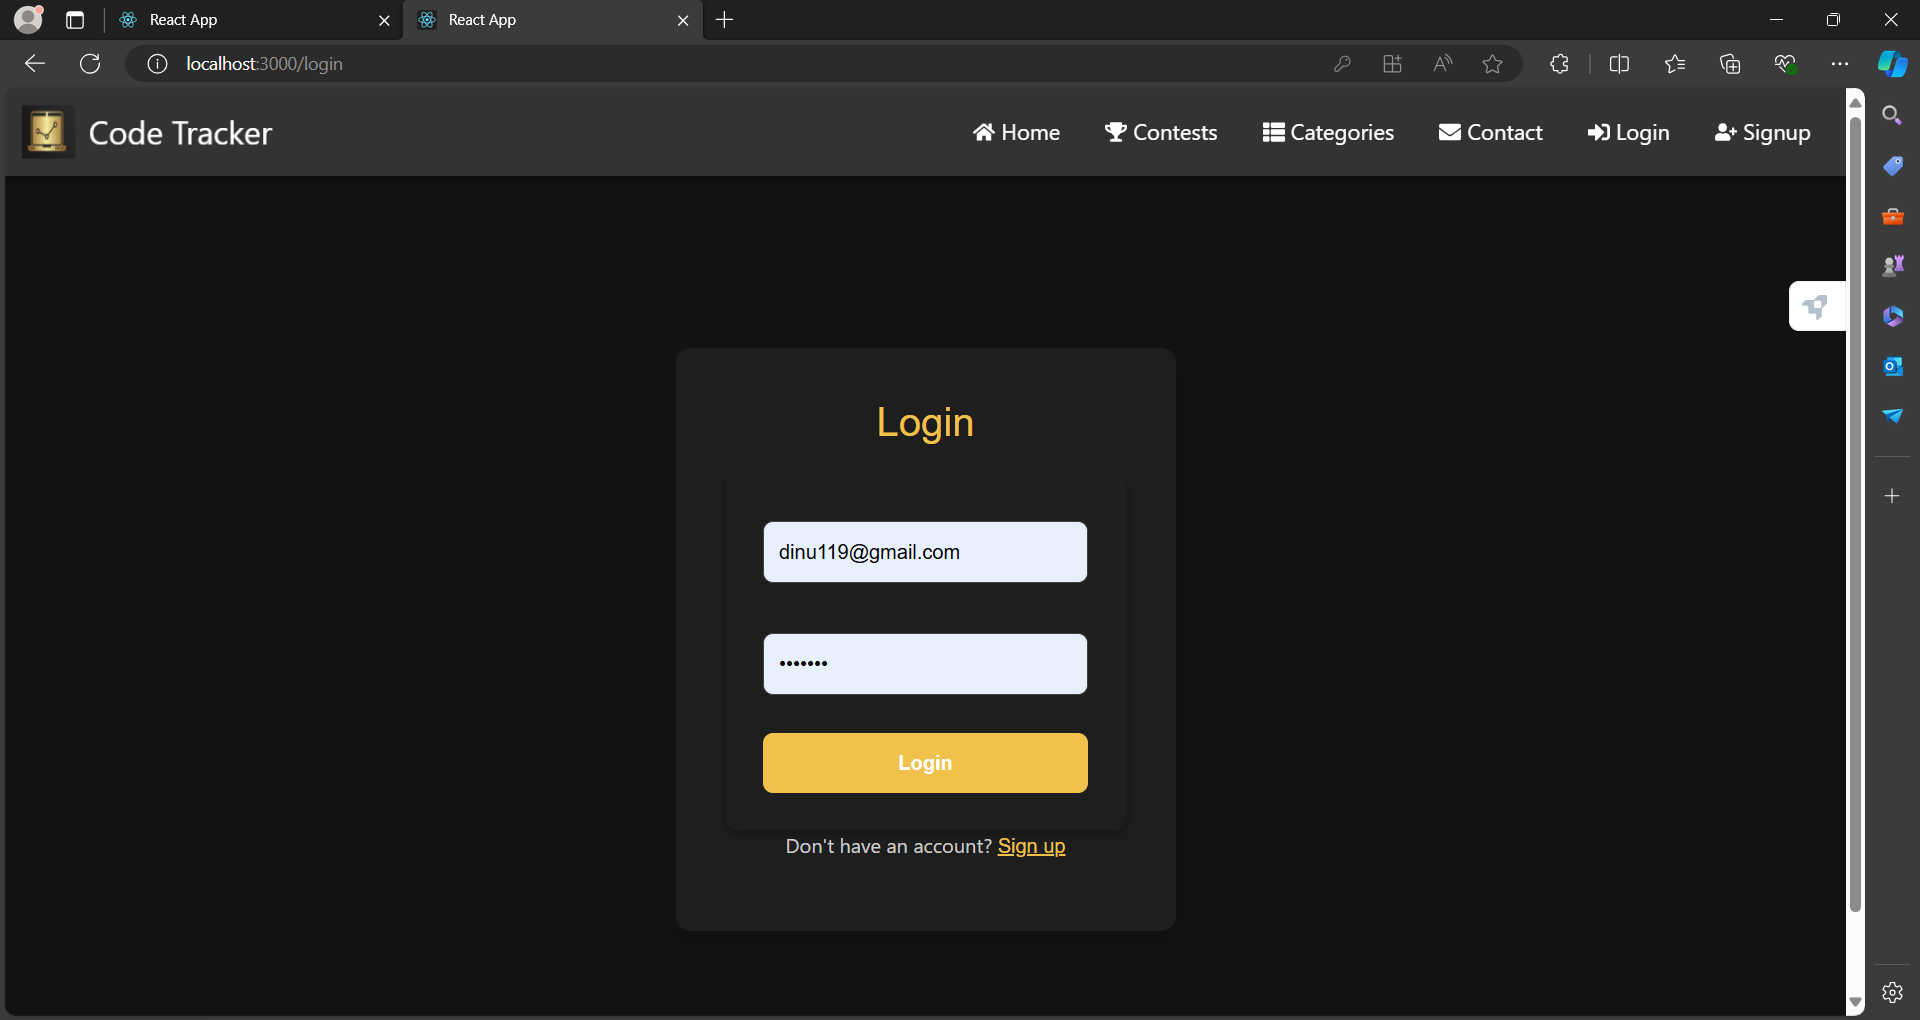 React App
React App
localhost:3000/login
Code Tracker
Home
Contests
Categories
Contact
Login
Signup
Login
dinu119@gmail.com
•••••••
Login
Don't have an account? Sign up